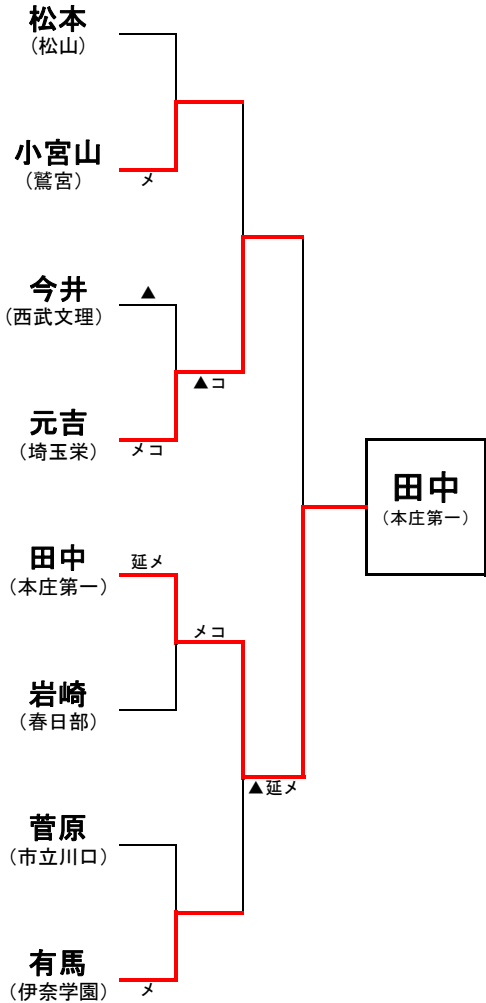 松本
（松山）
小宮山
（鷲宮）
メ
今井
（西武文理）
▲
▲コ
元吉
（埼玉栄）
メコ
田中
（本庄第一）
田中
（本庄第一）
延メ
メコ
岩崎
（春日部）
▲延メ
菅原
（市立川口）
有馬
（伊奈学園）
メ